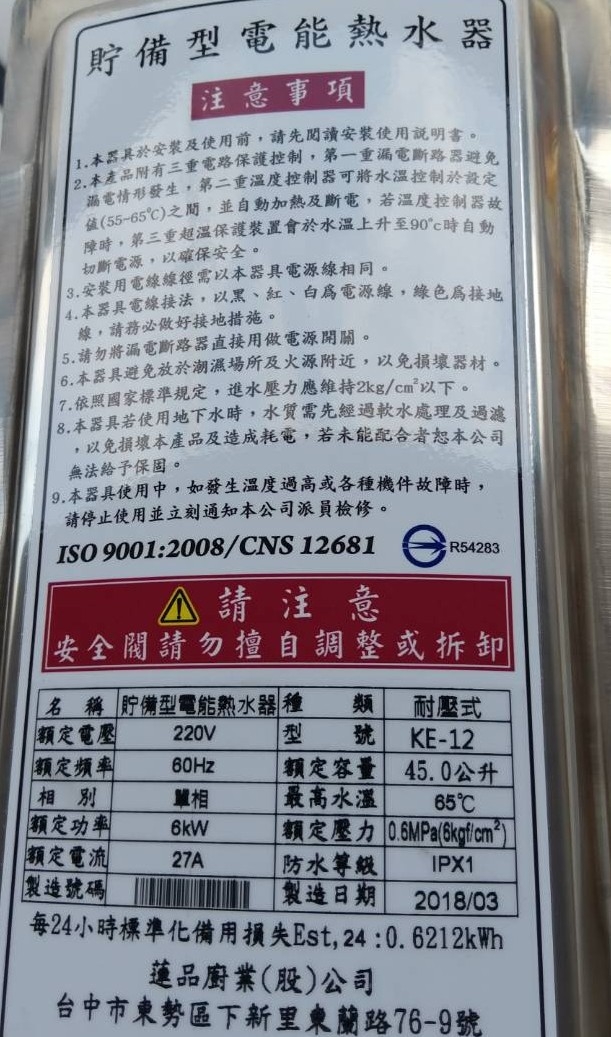 貯備型電能熱水器
注意事項
1.本器具於安裝及使用前，請先閱讀安裝使用説明書。
2.本產品附有三重電路保護控制，第一重漏電斷路器避免
漏電情形發生，第二重溫度控制器可將水溫控制於設定
值(55-65℃)之間，並自動加熱及斷電，若溫度控制器故
障時，第三重超溫保護裝置會於水溫上升至90°c時自動
切斷電源，以確保安全。
3.安裝用電線線徑需以本器具電源線相同。
4.本器具電線接法，以黑、紅、白爲電源線，綠色爲接地
線，請務必做好接地措施。
5.請勿將漏電斷路器直接用做電源開關。
6.本器具避免放於潮濕場所及火源附近，以免損壞器材。
7.依照國家標準規定，進水壓力應維持2kg/cm²以下。
8.本器具若使用地下水時，水質需先經過軟水處理及過濾
，以免損壞本產品及造成耗電，若未能配合者恕本公司
無法給予保固。
9.本器具使用中，如發生溫度過高或各種機件故障時，
請停止使用並立刻通知本公司派員檢修。
ISO 9001:2008/CNS 12681 R54283
請注意
安全閥請勿擅自調整或拆卸
名稱 貯備型電能熱水器 種類 耐壓式
額定電壓 220V 型號 KE-12
額定頻率 60Hz 額定容量 45.0公升
相別 單相 最高水溫 65℃
額定功率 6kW 額定壓力 0.6MPa(6kgf/cm²)
額定電流 27A 防水等級 IPX1
製造號碼 製造日期 2018/03
每24小時標準化備用損失Est,24:0.6212kWh
蓮品廚業(股)公司
台中市東勢區下新里東蘭路76-9號